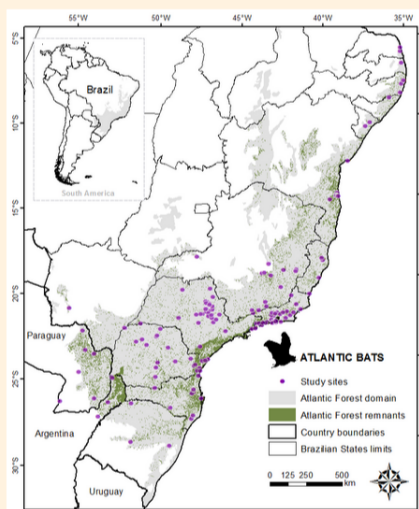 55°W 50°W 45°W 40°W 35°W
5°S
Brazil
10°S
South America
15°S
20°S
Paraguay
25°S
Argentina
30°S
Uruguay
ATLANTIC BATS
Study sites
Atlantic Forest domain
Atlantic Forest remnants
Country boundaries
Brazilian States limits
0 125 250 500
km